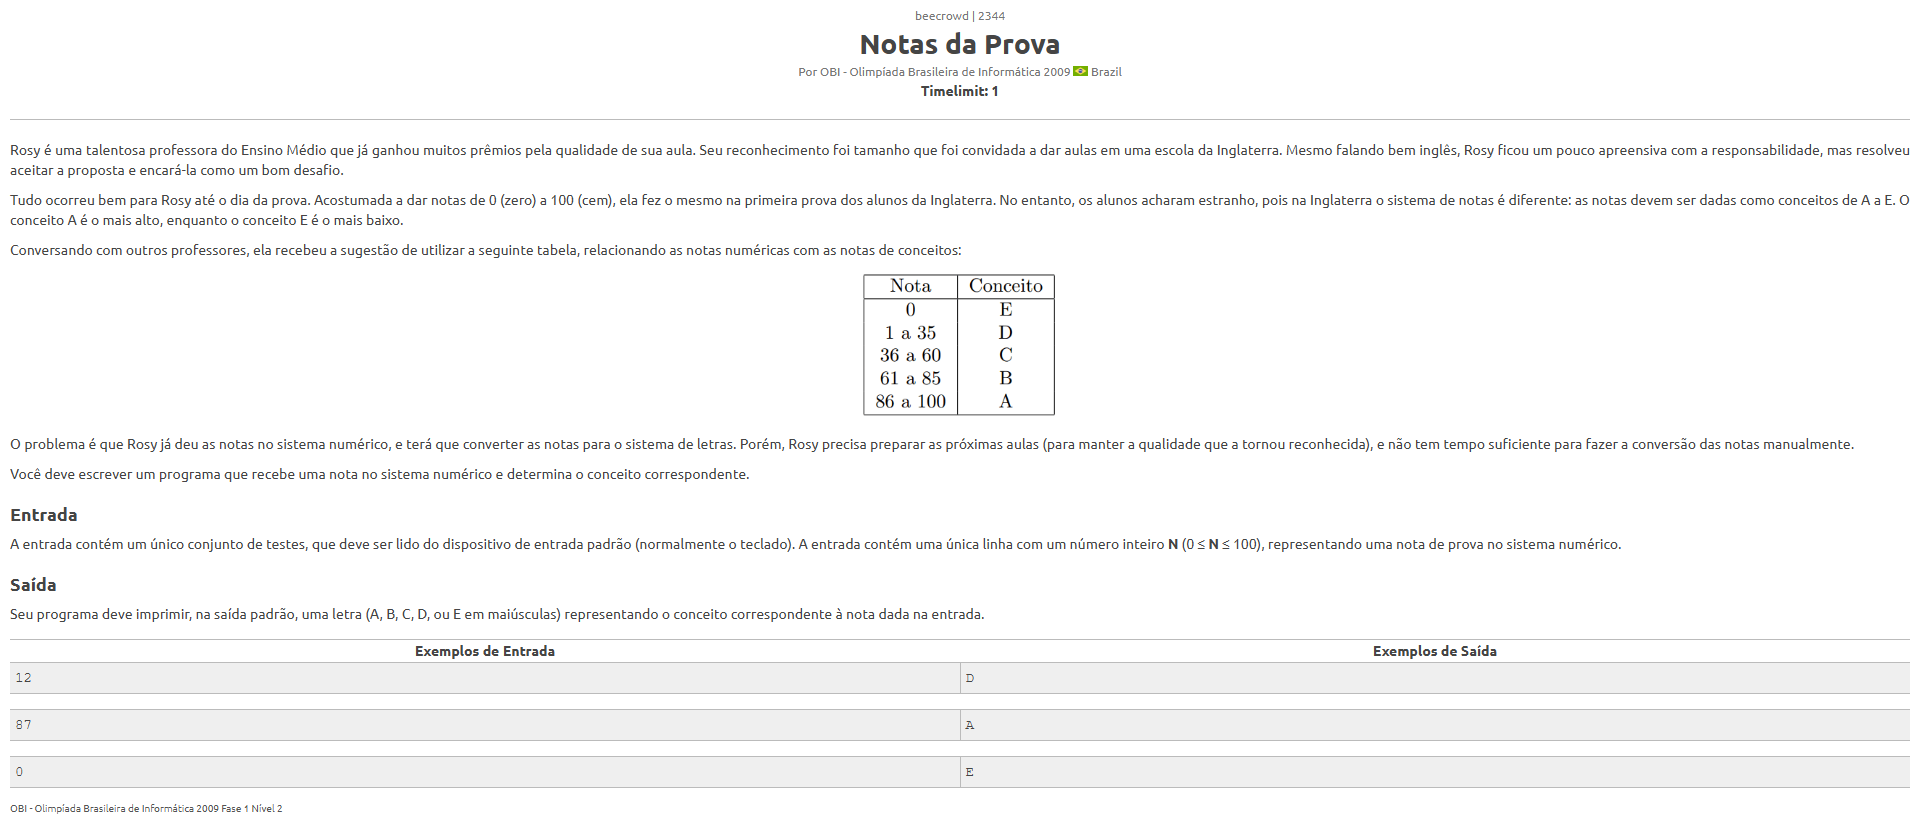 beecrowd | 2344
Notas da Prova
Por OBI - Olimpíada Brasileira de Informática 2009 Brazil
Timelimit: 1
Rosy é uma talentosa professora do Ensino Médio que já ganhou muitos prêmios pela qualidade de sua aula. Seu reconhecimento foi tamanho que foi convidada a dar aulas em uma escola da Inglaterra. Mesmo falando bem inglês, Rosy ficou um pouco apreensiva com a responsabilidade, mas resolveu
aceitar a proposta e encará-la como um bom desafio.
Tudo ocorreu bem para Rosy até o dia da prova. Acostumada a dar notas de 0 (zero) a 100 (cem), ela fez o mesmo na primeira prova dos alunos da Inglaterra. No entanto, os alunos acharam estranho, pois na Inglaterra o sistema de notas é diferente: as notas devem ser dadas como conceitos de A a E. O
conceito A é o mais alto, enquanto o conceito E é o mais baixo.
Conversando com outros professores, ela recebeu a sugestão de utilizar a seguinte tabela, relacionando as notas numéricas com as notas de conceitos:
Nota Conceito
0 E
1 a 35 D
36 a 60 C
61 a 85 B
86 a 100 A
O problema é que Rosy já deu as notas no sistema numérico, e terá que converter as notas para o sistema de letras. Porém, Rosy precisa preparar as próximas aulas (para manter a qualidade que a tornou reconhecida), e não tem tempo suficiente para fazer a conversão das notas manualmente.
Você deve escrever um programa que recebe uma nota no sistema numérico e determina o conceito correspondente.
Entrada
A entrada contém um único conjunto de testes, que deve ser lido do dispositivo de entrada padrão (normalmente o teclado). A entrada contém uma única linha com um número inteiro N (0 ≤ N ≤ 100), representando uma nota de prova no sistema numérico.
Saída
Seu programa deve imprimir, na saída padrão, uma letra (A, B, C, D, ou E em maiúsculas) representando o conceito correspondente à nota dada na entrada.
Exemplos de Entrada Exemplos de Saída
12 D
87 A
0 E
OBI - Olimpíada Brasileira de Informática 2009 Fase 1 Nível 2